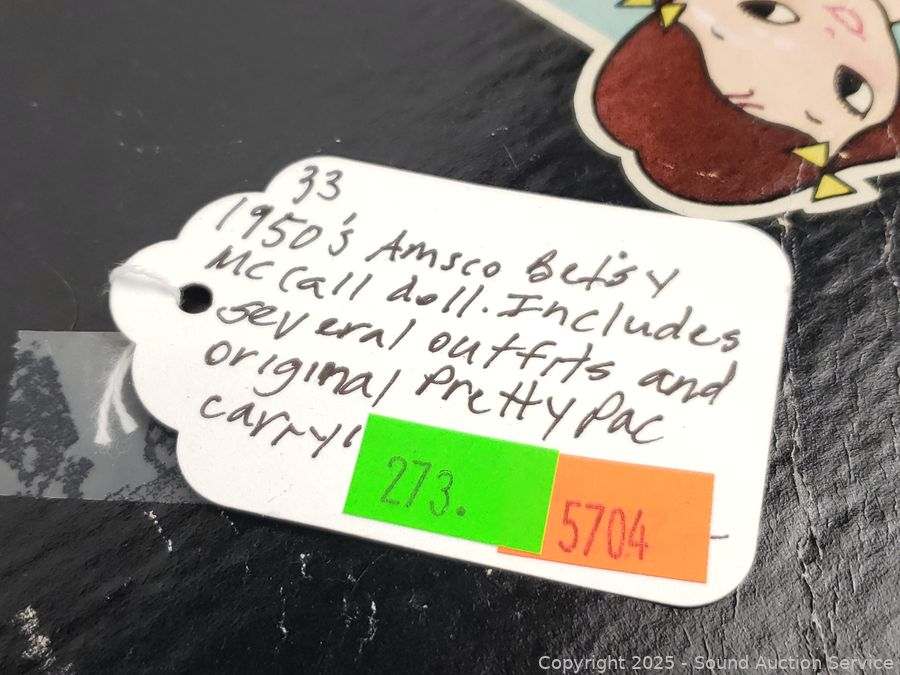 33
1950's Amsco Betsy
McCall doll. Includes
several outfits and
original Pretty Pac
273.
5704
Copyright 2025 - Sound Auction Service